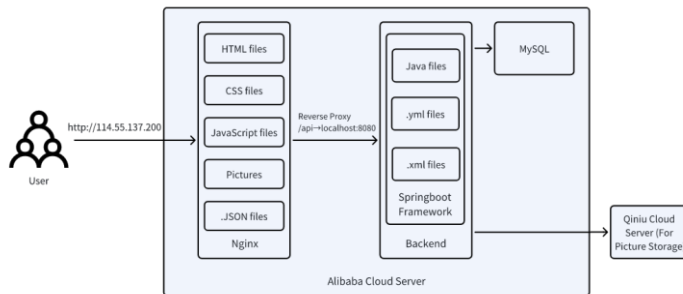 User
http://114.55.137.200
HTML files
CSS files
JavaScript files
Pictures
.JSON files
Nginx
Reverse Proxy
/api→localhost:8080
Java files
.yml files
.xml files
Springboot
Framework
Backend
MySQL
Qiniu Cloud
Server (For
Picture Storage
Alibaba Cloud Server